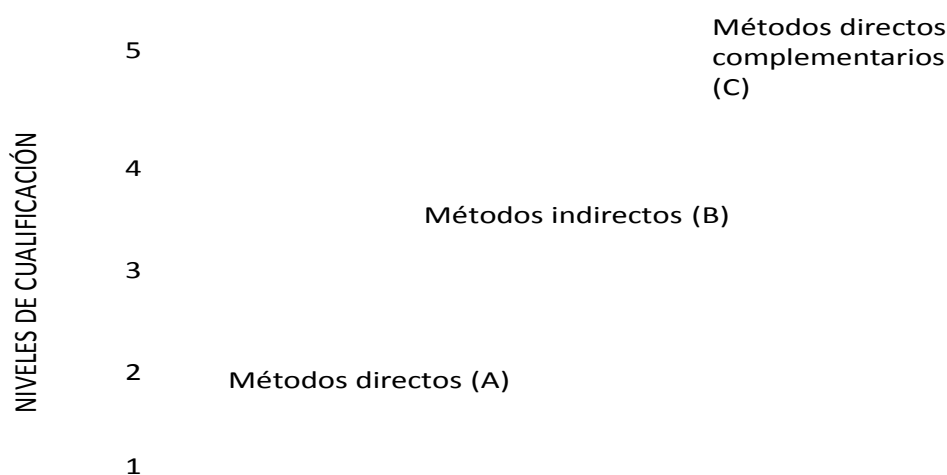 NIVELES DE CUALIFICACIÓN
5
Métodos directos
complementarios
(C)
4
Métodos indirectos (B)
3
2
Métodos directos (A)
1